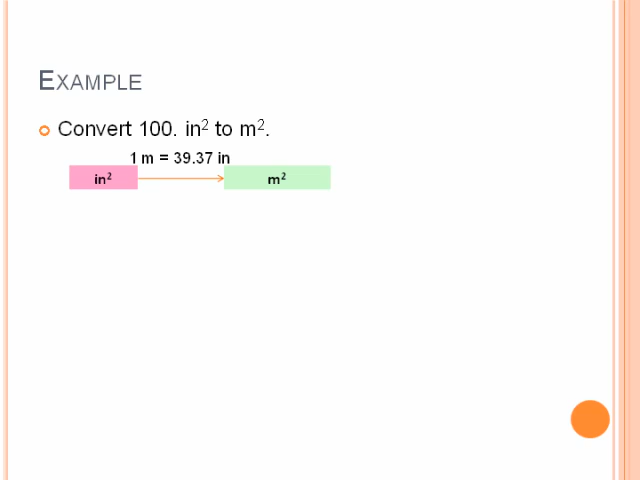 EXAMPLE
Convert 100. in² to m².
1 m = 39.37 in
in² m²